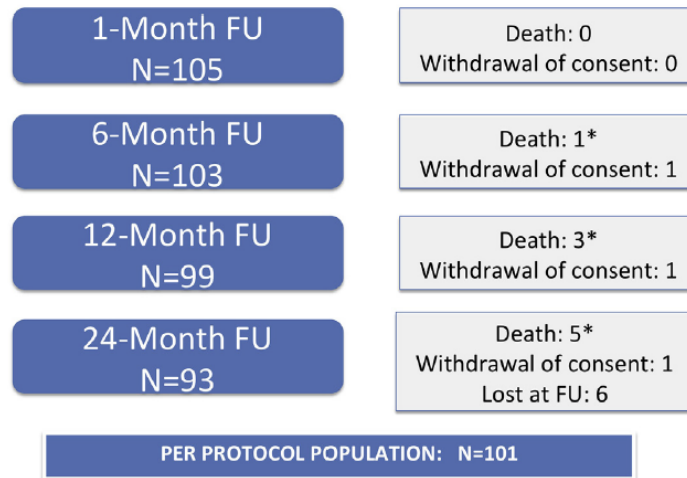 1-Month FU
N=105
Death: 0
Withdrawal of consent: 0
6-Month FU
N=103
Death: 1*
Withdrawal of consent: 1
12-Month FU
N=99
Death: 3*
Withdrawal of consent: 1
24-Month FU
N=93
Death: 5*
Withdrawal of consent: 1
Lost at FU: 6
PER PROTOCOL POPULATION: N=101